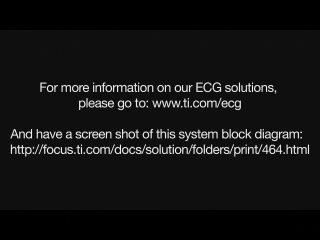 For more information on our ECG solutions,
please go to: www.ti.com/ecg
And have a screen shot of this system block diagram:
http://focus.ti.com/docs/solution/folders/print/464.html